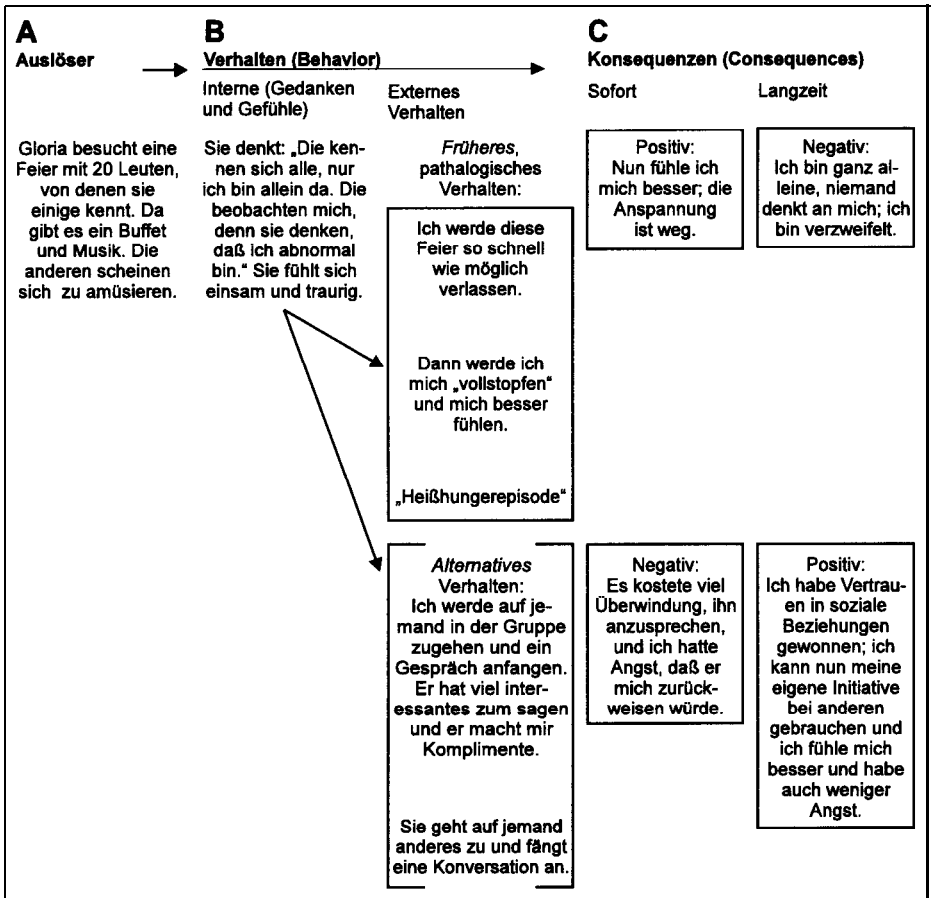 A
Auslöser
B
Verhalten (Behavior)
C
Konsequenzen (Consequences)
Interne (Gedanken
und Gefühle)
Externes
Verhalten
Sofort
Langzeit
Gloria besucht eine
Feier mit 20 Leuten,
von denen sie
einige kennt. Da
gibt es ein Buffet
und Musik. Die
anderen scheinen
sich zu amüsieren.
Sie denkt: „Die ken-
nen sich alle, nur
ich bin allein da. Die
beobachten mich,
denn sie denken,
daß ich abnormal
bin.“ Sie fühlt sich
einsam und traurig.
Früheres,
pathalogisches
Verhalten:
Ich werde diese
Feier so schnell
wie möglich
verlassen.
Dann werde ich
mich „vollstopfen“
und mich besser
fühlen.
„Heißhungerepisode“
Positiv:
Nun fühle ich
mich besser; die
Anspannung
ist weg.
Negativ:
Ich bin ganz al-
leine, niemand
denkt an mich; ich
bin verzweifelt.
Alternatives
Verhalten:
Ich werde auf je-
mand in der Gruppe
zugehen und ein
Gespräch anfangen.
Er hat viel inter-
essantes zum sagen
und er macht mir
Komplimente.
Sie geht auf jemand
anderes zu und fängt
eine Konversation an.
Negativ:
Es kostete viel
Überwindung, ihn
anzusprechen,
und ich hatte
Angst, daß er
mich zurück-
weisen würde.
Positiv:
Ich habe Vertrau-
en in soziale
Beziehungen
gewonnen; ich
kann nun meine
eigene Initiative
bei anderen
gebrauchen und
ich fühle mich
besser und habe
auch weniger
Angst.